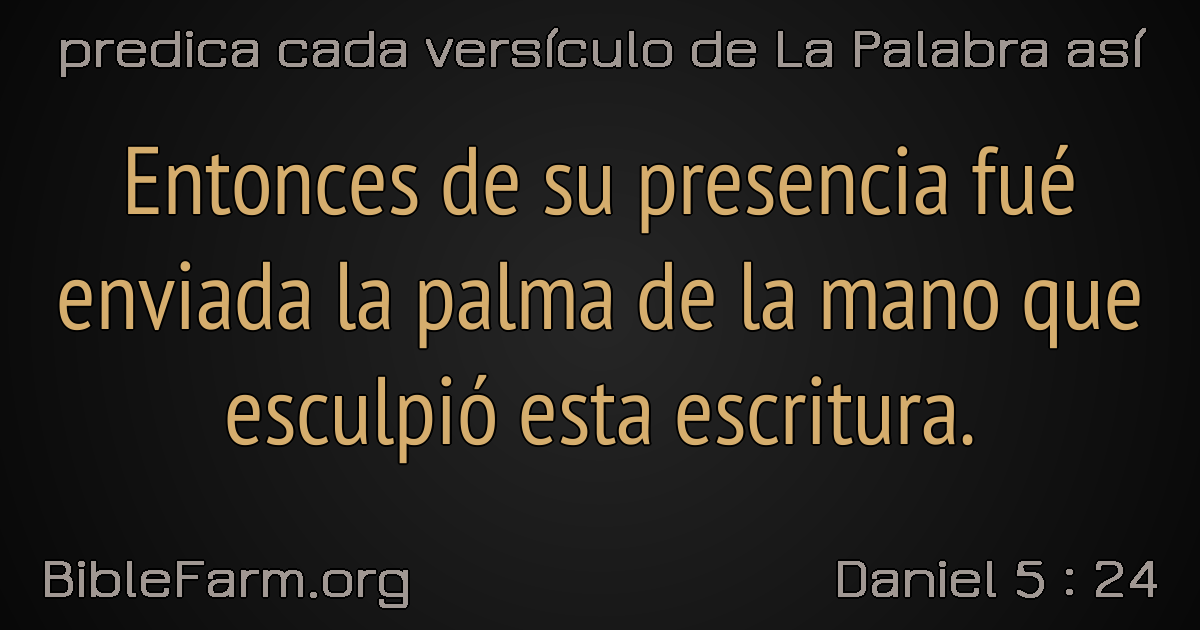 predica cada versículo de La Palabra así
Entonces de su presencia fué
enviada la palma de la mano que
esculpió esta escritura.
BibleFarm.org
Daniel 5 : 24